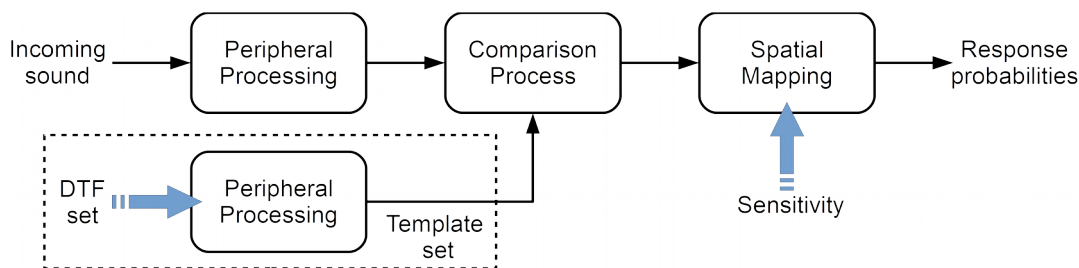 Incoming
sound
Peripheral
Processing
Comparison
Process
Spatial
Mapping
Response
probabilities
DTF
set
Peripheral
Processing
Template
set
Sensitivity